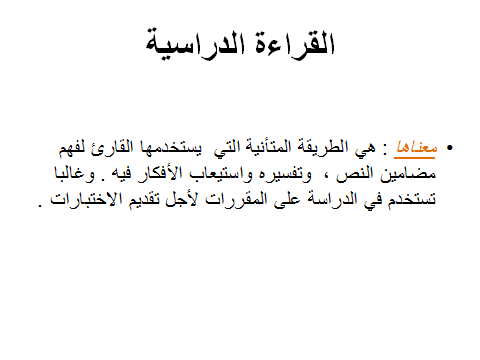 القراءة الدراسية
• معناها : هي الطريقة المتأنية التي يستخدمها القارئ لفهم
مضامين النص ، وتفسيره واستيعاب الأفكار فيه . وغالبا
تستخدم في الدراسة على المقررات لأجل تقديم الاختبارات .